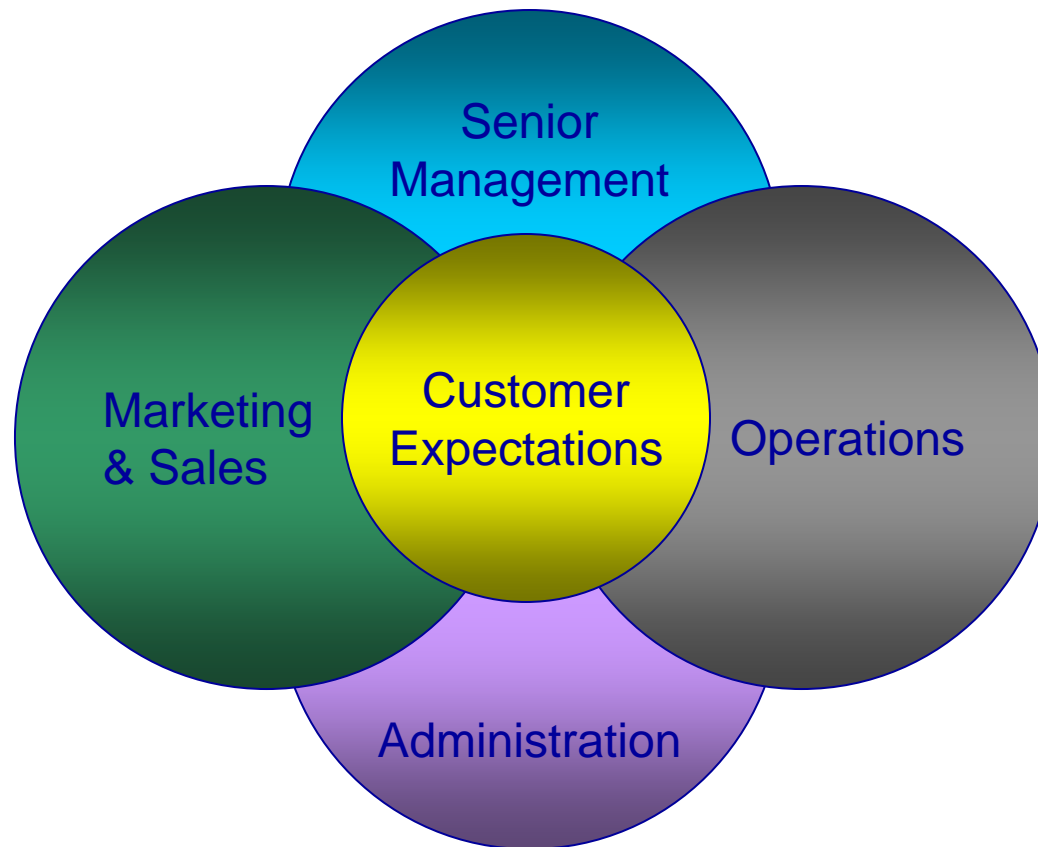 Senior
Management
Marketing
& Sales
Customer
Expectations
Operations
Administration